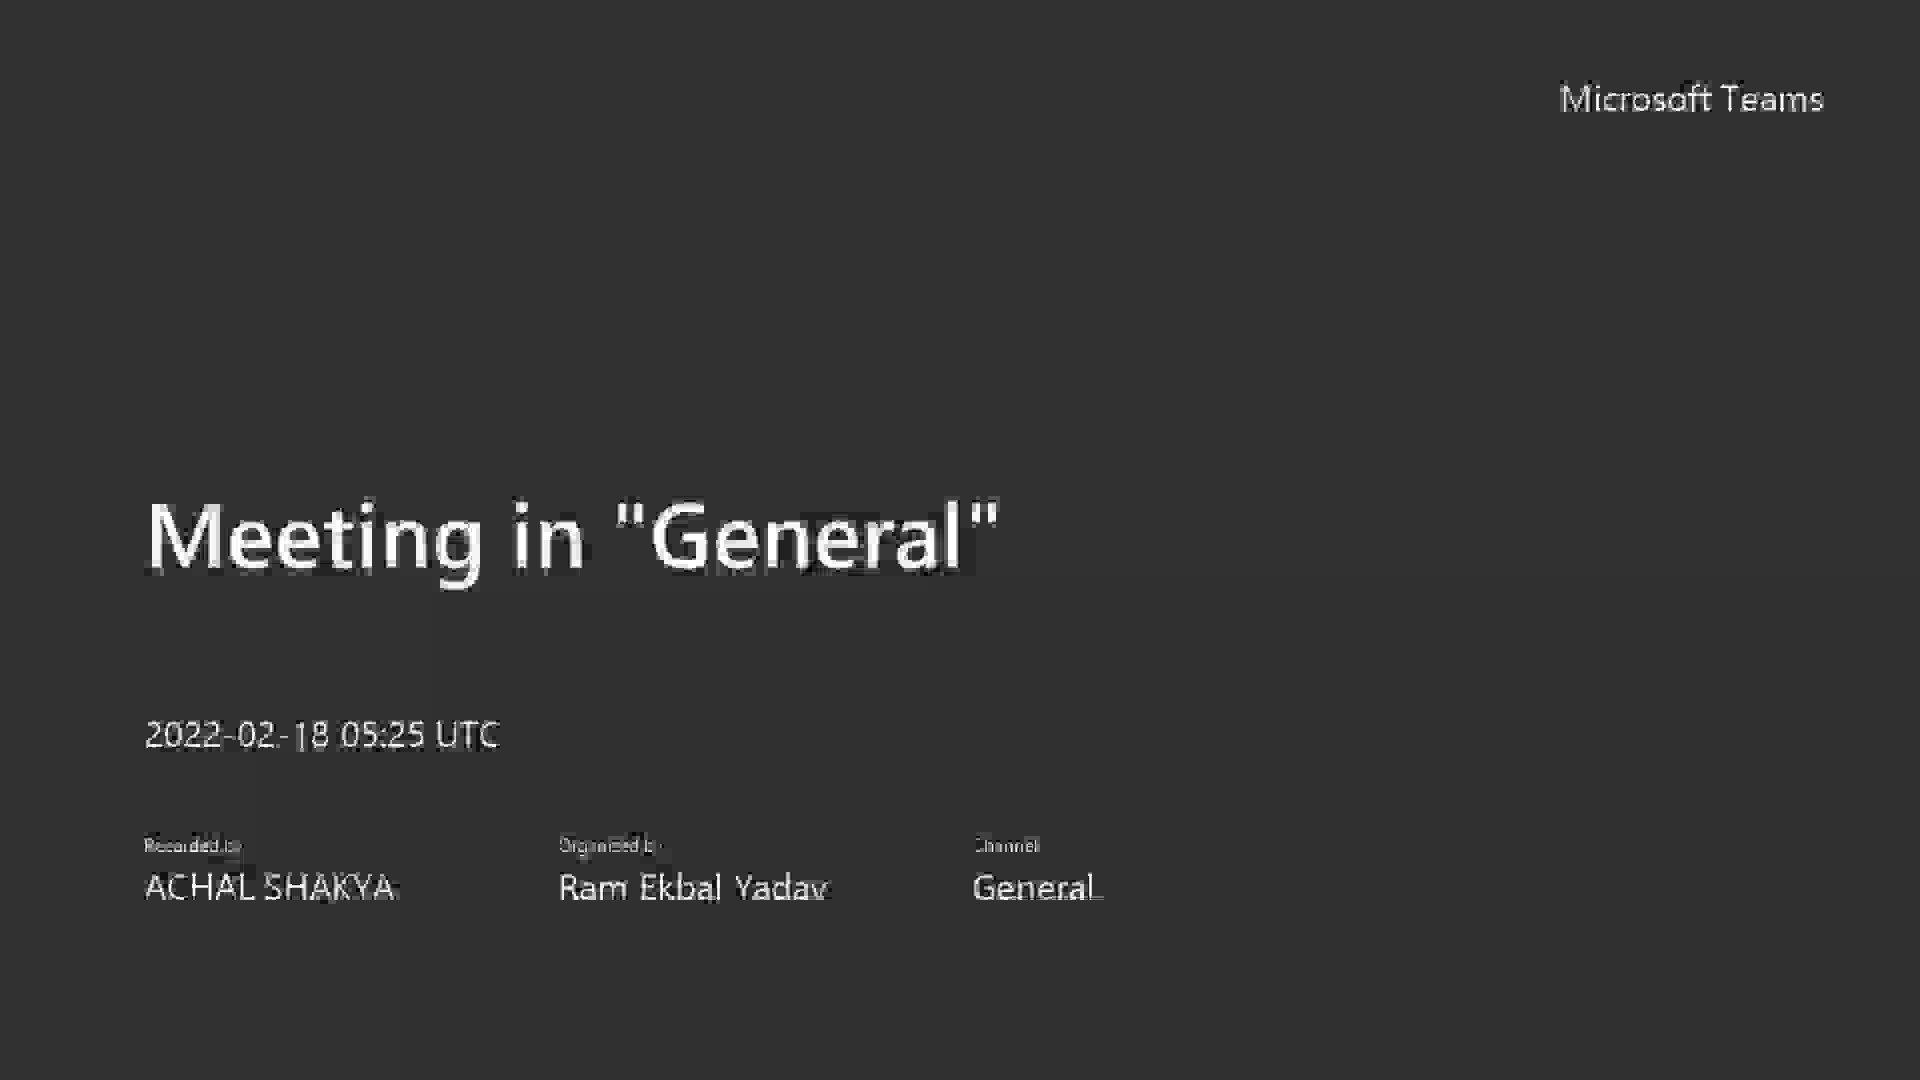 Microsoft Teams
Meeting in "General"
2022-02-18 05:25 UTC
Recorded by Organized by Channel
ACHAL SHAKYA Ram Ekbal Yadav General